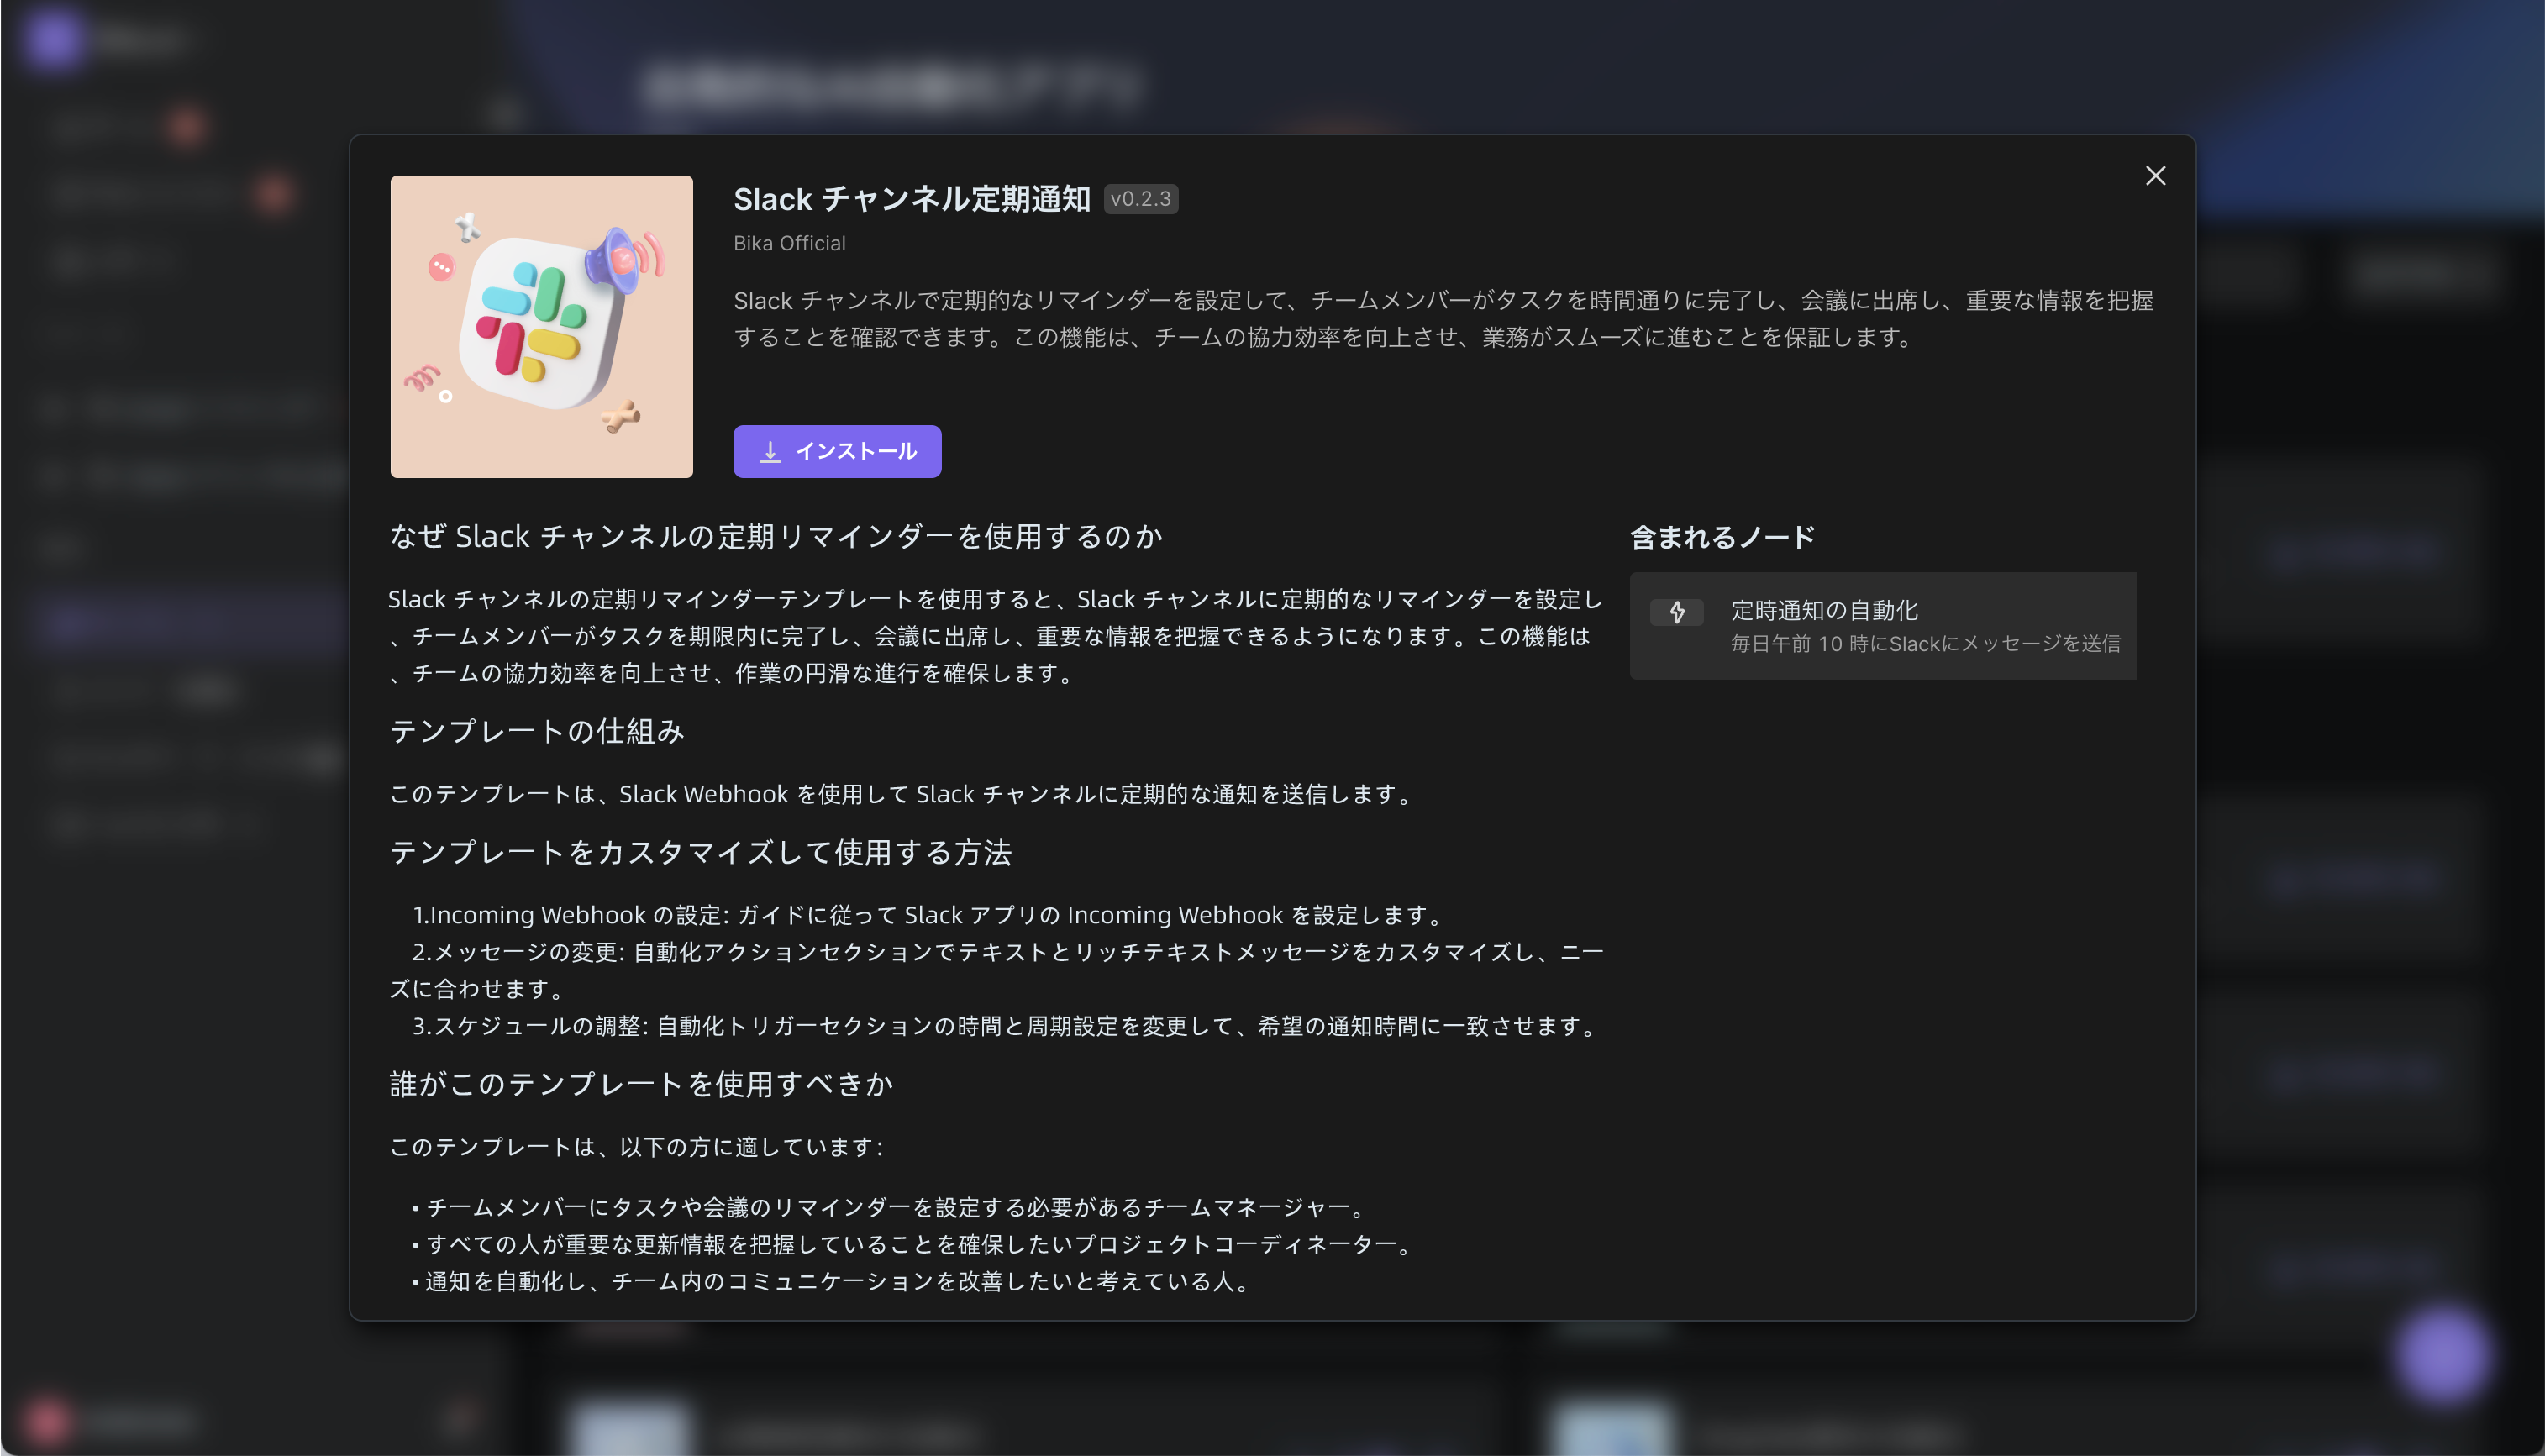 Slack チャンネル定期通知 v0.2.3
Bika Official
Slack チャンネルで定期的なリマインダーを設定して、チームメンバーがタスクを時間通りに完了し、会議に出席し、重要な情報を把握
することを確認できます。この機能は、チームの協力効率を向上させ、業務がスムーズに進むことを保証します。
インストール
なぜ Slack チャンネルの定期リマインダーを使用するのか
Slack チャンネルの定期リマインダーテンプレートを使用すると、Slack チャンネルに定期的なリマインダーを設定し
、チームメンバーがタスクを期限内に完了し、会議に出席し、重要な情報を把握できるようになります。この機能は
、チームの協力効率を向上させ、作業の円滑な進行を確保します。
テンプレートの仕組み
このテンプレートは、Slack Webhook を使用して Slack チャンネルに定期的な通知を送信します。
テンプレートをカスタマイズして使用する方法
1.Incoming Webhook の設定: ガイドに従って Slack アプリの Incoming Webhook を設定します。
2.メッセージの変更: 自動化アクションセクションでテキストとリッチテキストメッセージをカスタマイズし、ニー
ズに合わせます。
3.スケジュールの調整: 自動化トリガーセクションの時間と周期設定を変更して、希望の通知時間に一致させます。
誰がこのテンプレートを使用すべきか
このテンプレートは、以下の方に適しています:
• チームメンバーにタスクや会議のリマインダーを設定する必要があるチームマネージャー。
• すべての人が重要な更新情報を把握していることを確保したいプロジェクトコーディネーター。
• 通知を自動化し、チーム内のコミュニケーションを改善したいと考えている人。
含まれるノード
定時通知の自動化
毎日午前 10 時にSlackにメッセージを送信